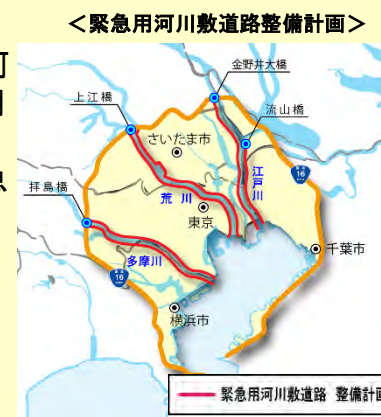 ＜緊急用河川敷道路整備計画＞
金野井大橋
上江橋
流山橋
さいたま市
江戸川
16
拝島橋
荒川
東京
多摩川
千葉市
16
横浜市
緊急用河川敷道路 整備計画